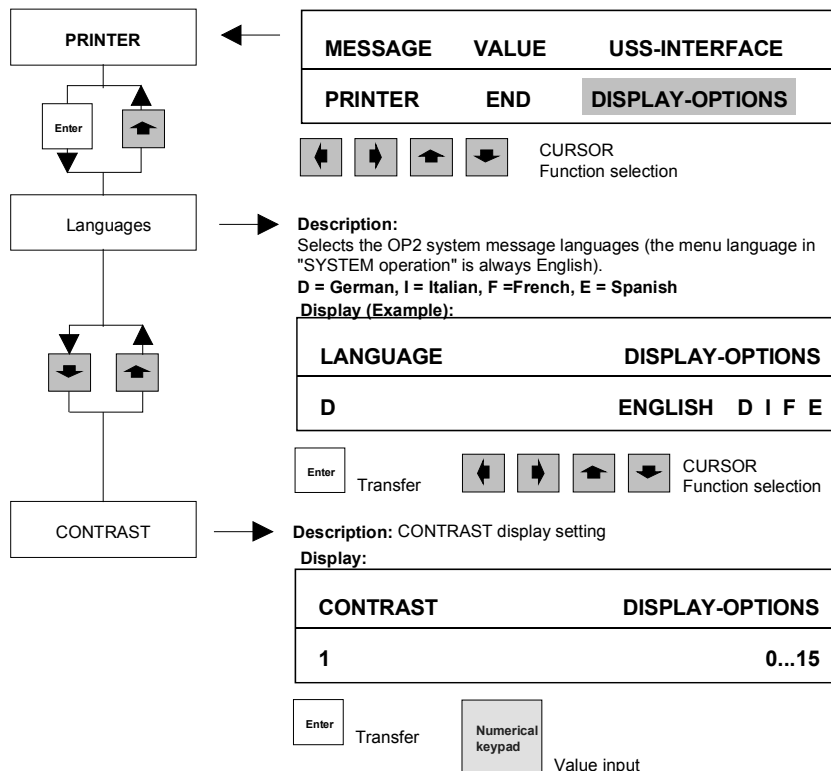 PRINTER
MESSAGE VALUE USS-INTERFACE
PRINTER END DISPLAY-OPTIONS
Enter
CURSOR
Function selection
Languages
Description:
Selects the OP2 system message languages (the menu language in
"SYSTEM operation" is always English).
D = German, I = Italian, F =French, E = Spanish
Display (Example):
LANGUAGE DISPLAY-OPTIONS
D ENGLISH D I F E
Enter
Transfer
CURSOR
Function selection
CONTRAST
Description: CONTRAST display setting
Display:
CONTRAST DISPLAY-OPTIONS
1 0...15
Enter
Transfer
Numerical
keypad
Value input